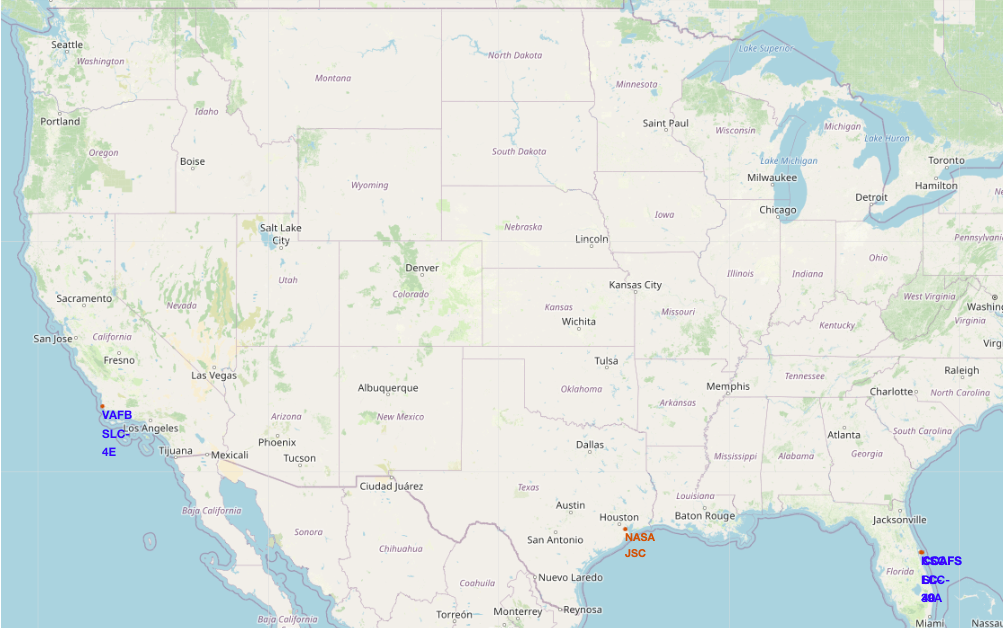 Lake Superior
Seattle
North Dakota
Washington
Montana
Minnesota
Portland
Saint Paul
Michigan
Idaho
Wisconsin
Lake Huron
Oregon
South Dakota
Toronto
Boise
Lake Michigan
Milwaukee
Wyoming
Hamilton
Detroit
Chicago
Iowa
Salt Lake
City
Nebraska
Lincoln
Pennsylvani
Ohio
Denver
Utah
Illinois
Indiana
Colorado
Kansas City
Sacramento
Nevada
Kansas
Missouri
West Virginia
Washin
Wichita
Virginia
San Jose
California
Kentucky
Virg
Fresno
Tulsa
Las Vegas
Raleigh
Albuquerque
Oklahoma
Memphis
Tennessee
Charlotte
North Carolina
Arkansas
VAFB
SLC-
4E
Los Angeles
Arizona
New Mexico
Phoenix
Dallas
Atlanta
South Carolina
Tijuana
Mexicali
Tucson
Mississippi
Alabama
Georgia
Ciudad Juárez
Texas
Louisiana
Baja California
Austin
Houston
Baton Rouge
Jacksonville
Sonora
San Antonio
NASA
JSC
Chihuahua
Florida
Coahuila
Nuevo Laredo
Torreón
Monterrey
Reynosa
Baja California
Miami
Nassau